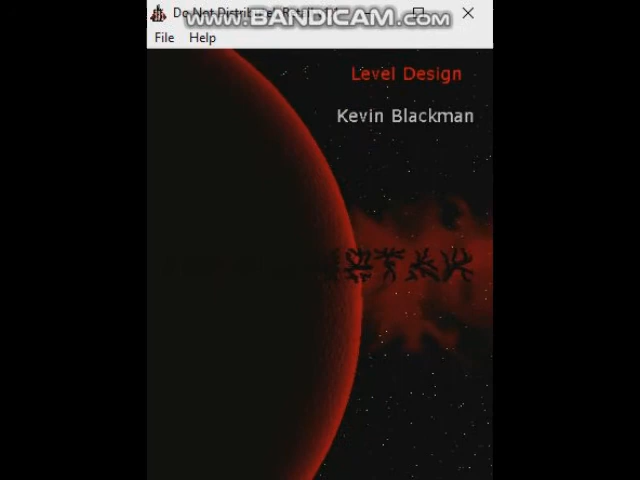 www.BANDICAM.com
File Help
Level Design
Kevin Blackman